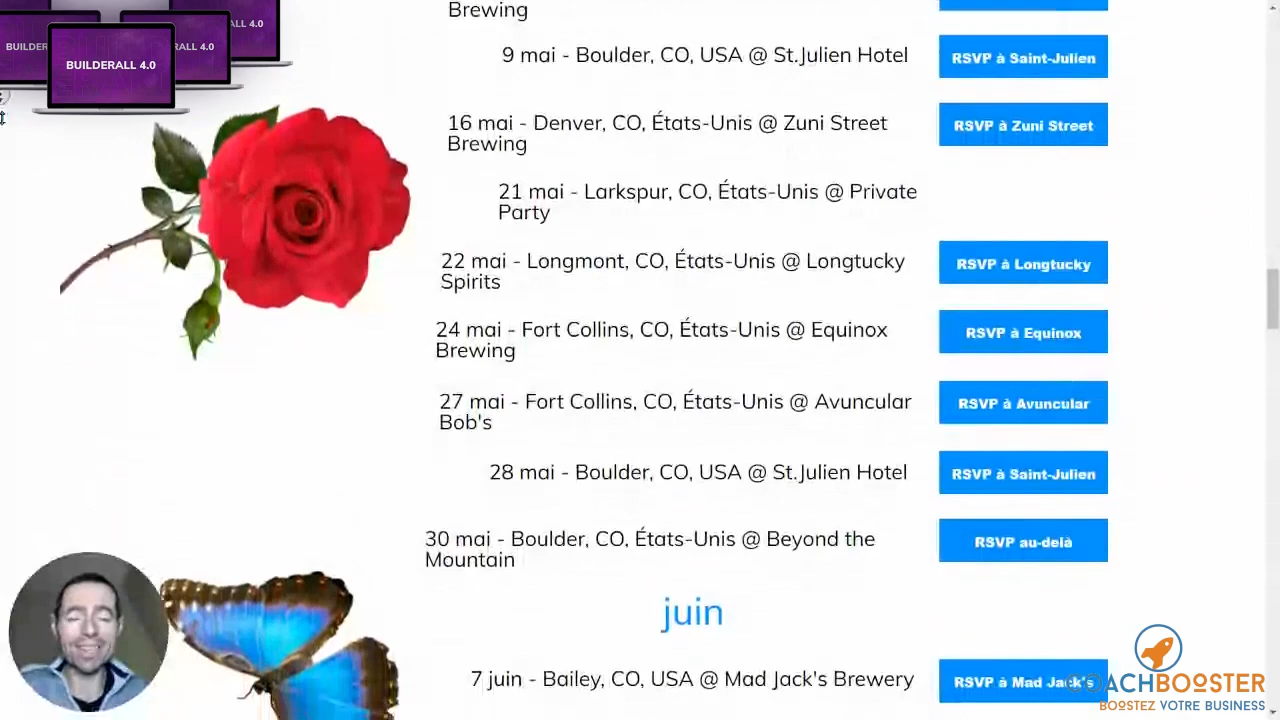 ALL 4.0
BUILDER
RALL 4.0
BUILDERALL 4.0
Brewing
9 mai - Boulder, CO, USA @ St.Julien Hotel
RSVP à Saint-Julien
16 mai - Denver, CO, États-Unis @ Zuni Street
Brewing
RSVP à Zuni Street
21 mai - Larkspur, CO, États-Unis @ Private
Party
22 mai - Longmont, CO, États-Unis @ Longtucky
Spirits
RSVP à Longtucky
24 mai - Fort Collins, CO, États-Unis @ Equinox
Brewing
RSVP à Equinox
27 mai - Fort Collins, CO, États-Unis @ Avuncular
Bob's
RSVP à Avuncular
28 mai - Boulder, CO, USA @ St.Julien Hotel
RSVP à Saint-Julien
30 mai - Boulder, CO, États-Unis @ Beyond the
Mountain
RSVP au-delà
juin
7 juin - Bailey, CO, USA @ Mad Jack's Brewery
RSVP à Mad Jack's
COACHBOOSTER
BOOSTEZ VOTRE BUSINESS